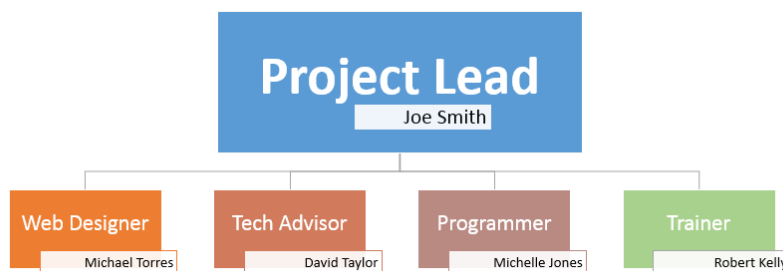 Project Lead
Joe Smith
Web Designer
Tech Advisor
Programmer
Trainer
Michael Torres
David Taylor
Michelle Jones
Robert Kelly